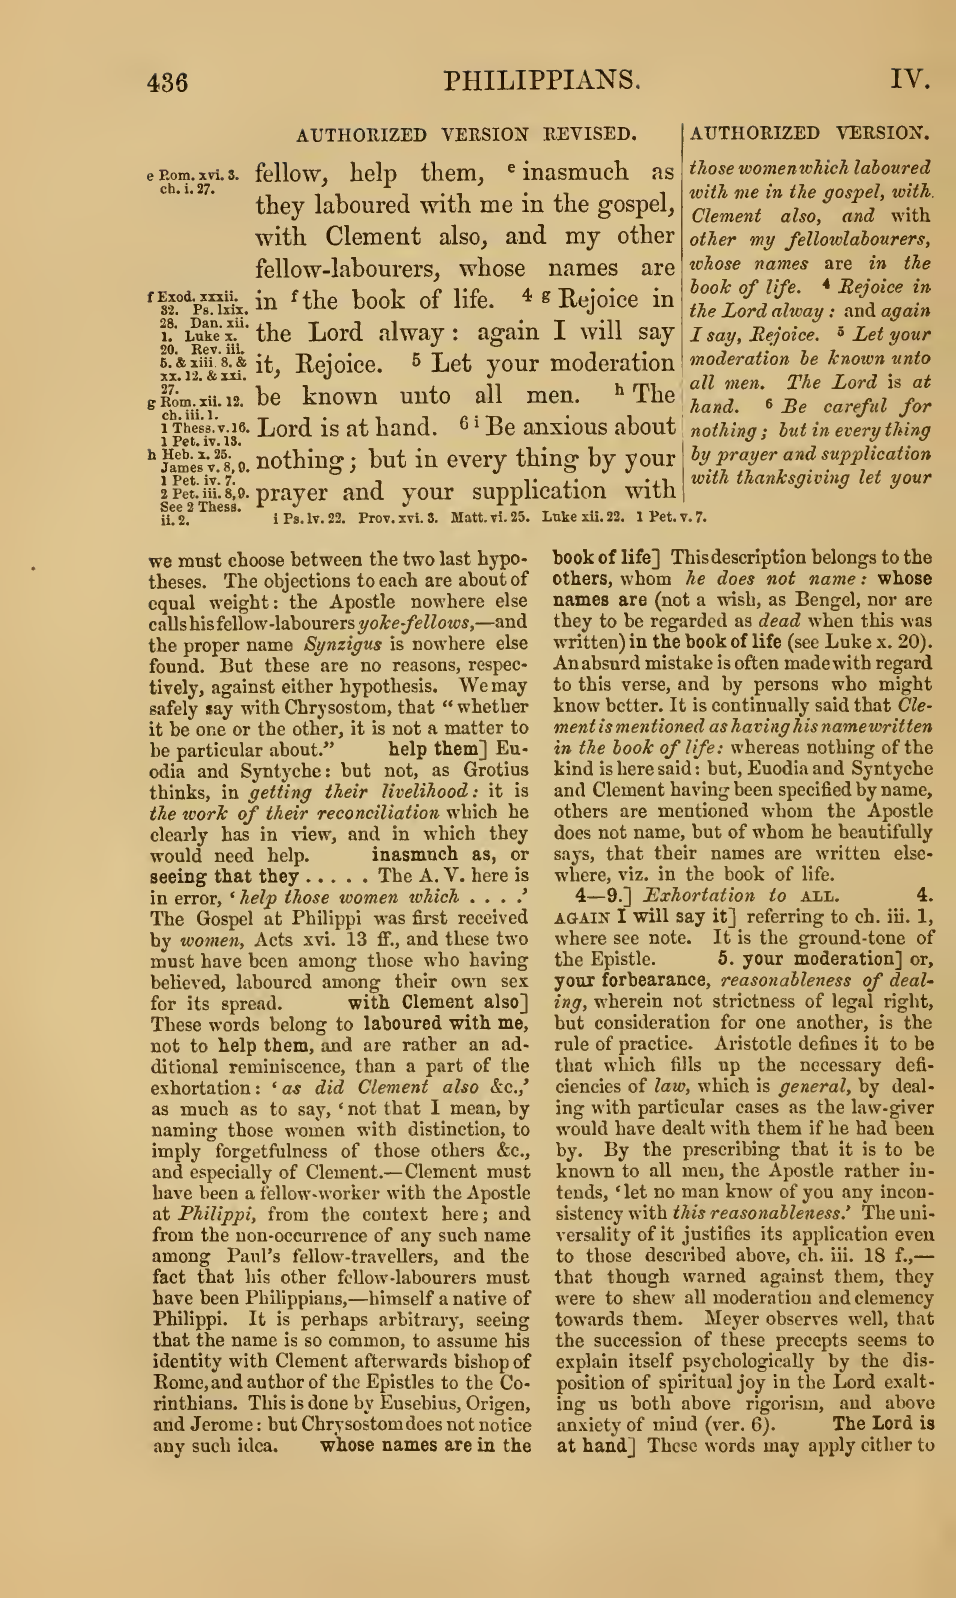 436
PHILIPPIANS.
IV.
AUTHORIZED VERSION REVISED.
e Rom. xvi. 3.
ch. i. 27.
fellow, help them, e inasmuch as
they laboured with me in the gospel,
with Clement also, and my other
fellow-labourers, whose names are
in f the book of life. 4 g Rejoice in
the Lord alway : again I will say
it, Rejoice. 5 Let your moderation
be known unto all men. h The
Lord is at hand. 6 i Be anxious about
nothing ; but in every thing by your
prayer and your supplication with
f Exod. xxxii.
32. Ps. lxix.
28. Dan. xii.
1. Luke x.
20. Rev. iii.
5. & xiii. 8. &
xx. 12. & xxi.
27.
g Rom. xii. 12.
ch. iii. 1.
1 Thess. v. 16.
1 Pet. iv. 13.
h Heb. x. 25.
James v. 8, 9.
1 Pet. iv. 7.
2 Pet. iii. 8, 9.
See 2 Thess.
ii. 2.
i Ps. lv. 22. Prov. xvi. 3. Matt. vi. 25. Luke xii. 22. 1 Pet. v. 7.
AUTHORIZED VERSION.
those women which laboured
with me in the gospel, with
Clement also, and with
other my fellowlabourers,
whose names are in the
book of life. 4 Rejoice in
the Lord alway : and again
I say, Rejoice. 5 Let your
moderation be known unto
all men. The Lord is at
hand. 6 Be careful for
nothing ; but in every thing
by prayer and supplication
with thanksgiving let your
we must choose between the two last hypo-
theses. The objections to each are about of
equal weight: the Apostle nowhere else
calls his fellow-labourers yoke-fellows,—and
the proper name Synzigus is nowhere else
found. But these are no reasons, respec-
tively, against either hypothesis. We may
safely say with Chrysostom, that “ whether
it be one or the other, it is not a matter to
be particular about.” help them] Eu-
odia and Syntyche: but not, as Grotius
thinks, in getting their livelihood: it is
the work of their reconciliation which he
clearly has in view, and in which they
would need help. inasmuch as, or
seeing that they . . . . . The A. V. here is
in error, ‘ help those women which . . . .’
The Gospel at Philippi was first received
by women, Acts xvi. 13 ff., and these two
must have been among those who having
believed, laboured among their own sex
for its spread. with Clement also]
These words belong to laboured with me,
not to help them, and are rather an ad-
ditional reminiscence, than a part of the
exhortation: ‘ as did Clement also &c.,’
as much as to say, ‘ not that I mean, by
naming those women with distinction, to
imply forgetfulness of those others &c.,
and especially of Clement.—Clement must
have been a fellow-worker with the Apostle
at Philippi, from the context here; and
from the non-occurrence of any such name
among Paul's fellow-travellers, and the
fact that his other fellow-labourers must
have been Philippians,—himself a native of
Philippi. It is perhaps arbitrary, seeing
that the name is so common, to assume his
identity with Clement afterwards bishop of
Rome, and author of the Epistles to the Co-
rinthians. This is done by Eusebius, Origen,
and Jerome: but Chrysostom does not notice
any such idea. whose names are in the
book of life] This description belongs to the
others, whom he does not name: whose
names are (not a wish, as Bengel, nor are
they to be regarded as dead when this was
written) in the book of life (see Luke x. 20).
An absurd mistake is often made with regard
to this verse, and by persons who might
know better. It is continually said that Cle-
ment is mentioned as having his name written
in the book of life: whereas nothing of the
kind is here said: but, Euodia and Syntyche
and Clement having been specified by name,
others are mentioned whom the Apostle
does not name, but of whom he beautifully
says, that their names are written else-
where, viz. in the book of life.
4—9.] Exhortation to ALL. 4.
AGAIN I will say it] referring to ch. iii. 1,
where see note. It is the ground-tone of
the Epistle. 5. your moderation] or,
your forbearance, reasonableness of deal-
ing, wherein not strictness of legal right,
but consideration for one another, is the
rule of practice. Aristotle defines it to be
that which fills up the necessary defi-
ciencies of law, which is general, by deal-
ing with particular cases as the law-giver
would have dealt with them if he had been
by. By the prescribing that it is to be
known to all men, the Apostle rather in-
tends, ‘ let no man know of you any incon-
sistency with this reasonableness.’ The uni-
versality of it justifies its application even
to those described above, ch. iii. 18 f.,—
that though warned against them, they
were to shew all moderation and clemency
towards them. Meyer observes well, that
the succession of these precepts seems to
explain itself psychologically by the dis-
position of spiritual joy in the Lord exalt-
ing us both above rigorism, and above
anxiety of mind (ver. 6). The Lord is
at hand] These words may apply either to